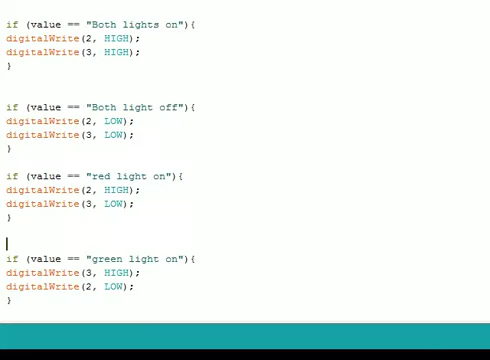 if (value == "Both lights on"){
digitalWrite(2, HIGH);
digitalWrite(3, HIGH);
}
if (value == "Both light off"){
digitalWrite(2, LOW);
digitalWrite(3, LOW);
}
if (value == "red light on"){
digitalWrite(2, HIGH);
digitalWrite(3, LOW);
}
if (value == "green light on"){
digitalWrite(3, HIGH);
digitalWrite(2, LOW);
}